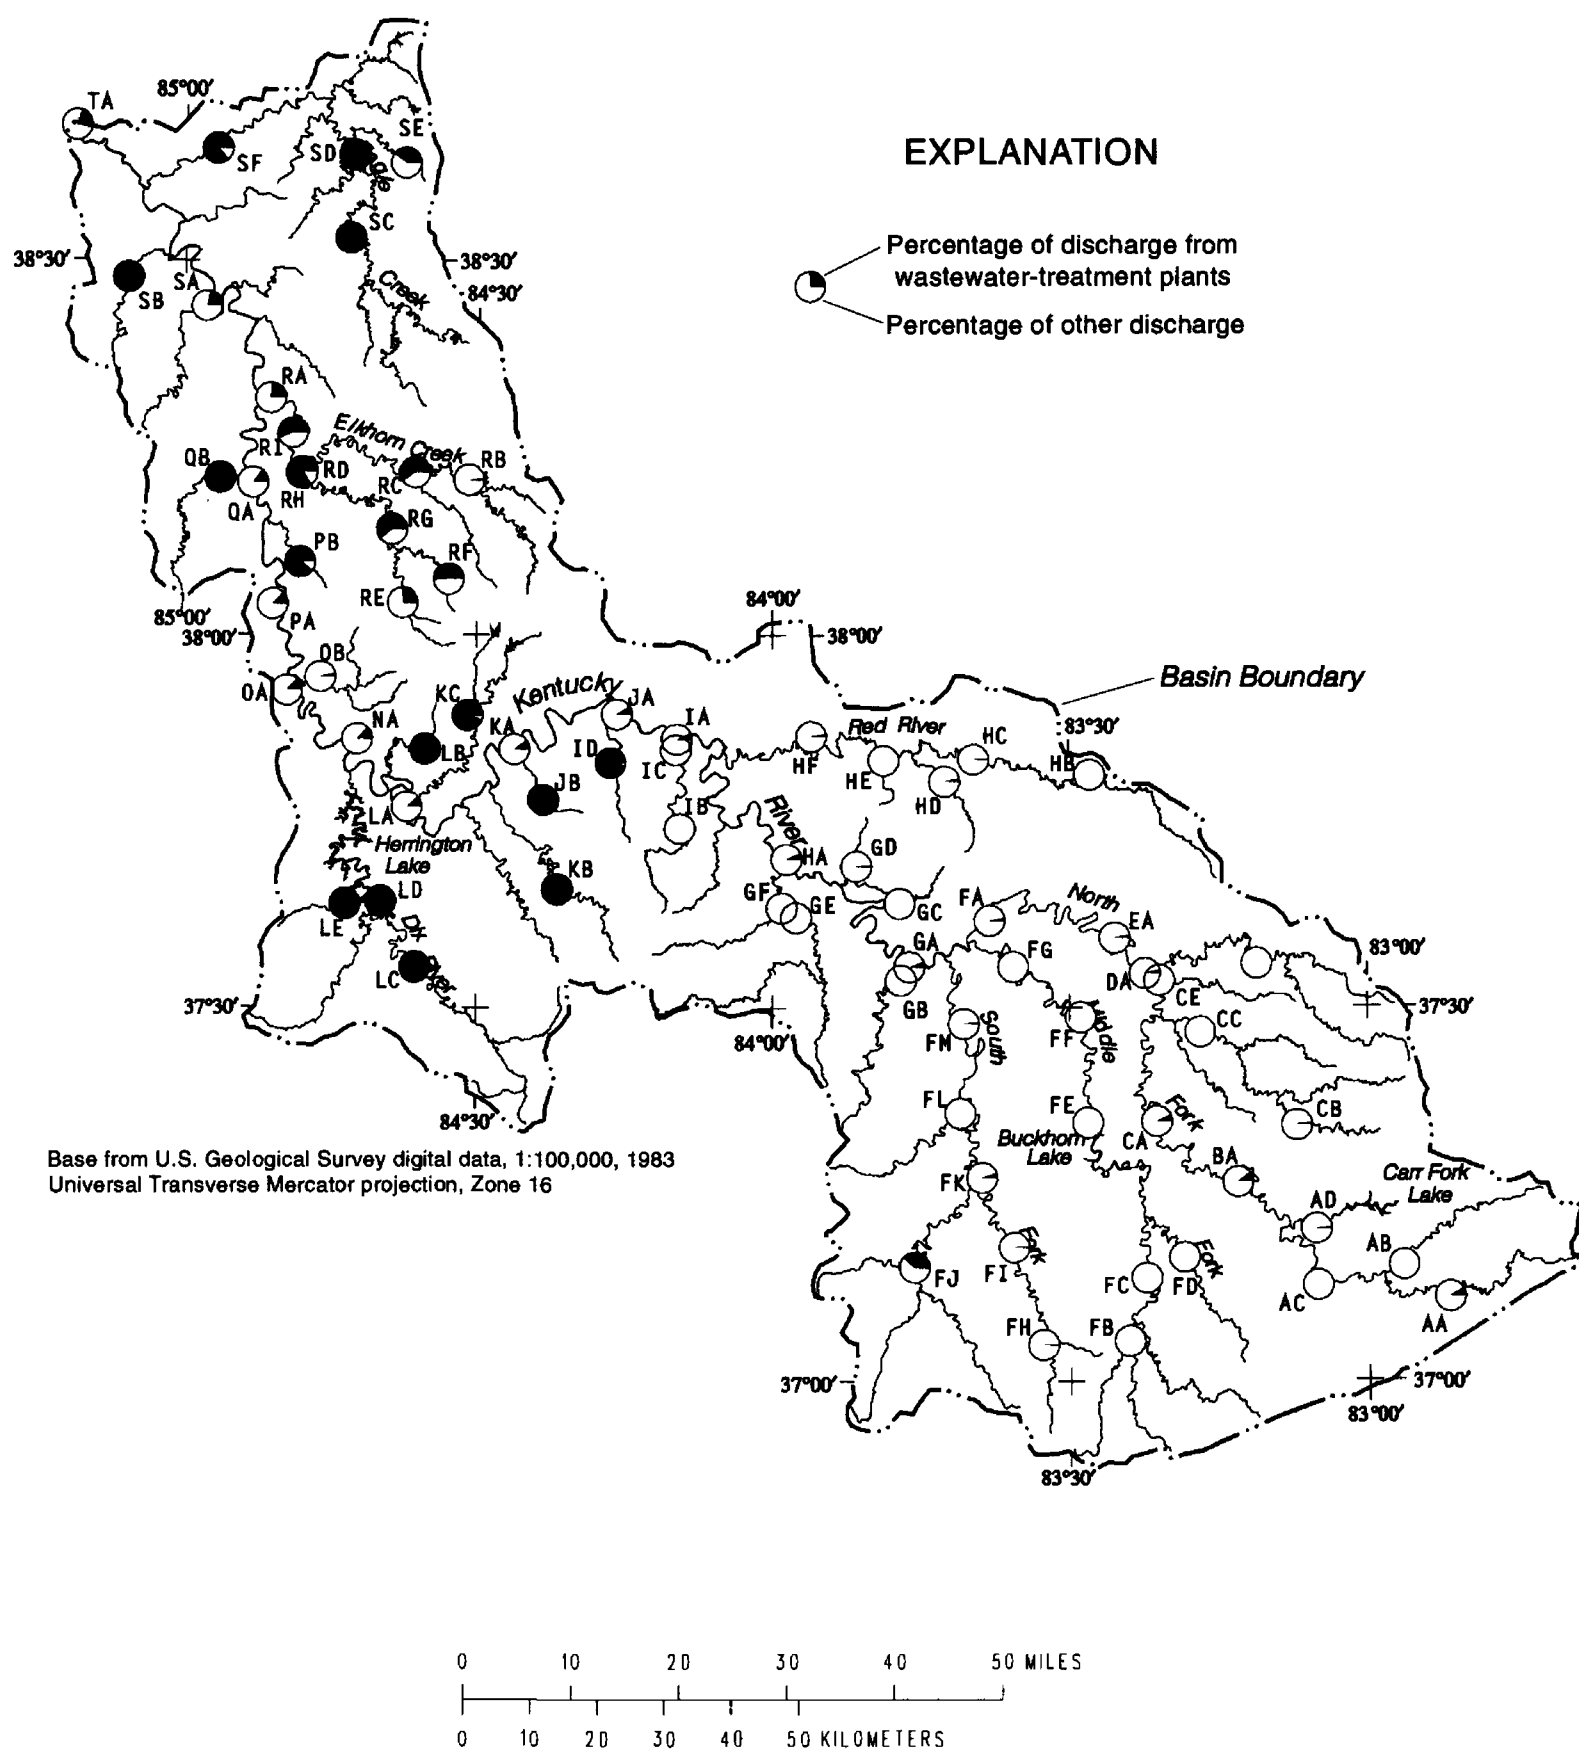 TA
85°00′
SE
SF
SD
EXPLANATION
SC
38°30′
SA
SB
38°30′
84°30′
Creek
Percentage of discharge from
wastewater-treatment plants
Percentage of other discharge
RA
Elkhorn Creek
RI
QB
RD
RB
RC
RH
QA
RG
PB
RF
RE
85°00′
PA
38°00′
84°00′
38°00′
OB
OA
KC
Kentucky
JA
Basin Boundary
NA
KA
IA
Red River
83°30′
LB
ID
IC
HC
HF
HE
HB
JB
HD
LA
IB
River
Herrington
Lake
HA
GD
KB
LD
GF
GE
GC
FA
North
EA
LE
GA
FG
83°00′
LC
DA
CE
37°30′
GB
37°30′
84°00′
FM
South
FF
Middle
CC
FL
FE
Fork
CB
84°30′
Buckhorn
Lake
CA
BA
Base from U.S. Geological Survey digital data, 1:100,000, 1983
Universal Transverse Mercator projection, Zone 16
FK
Carr Fork
Lake
AD
AB
Fork
FI
FJ
FC
FD
Fork
AC
AA
FH
FB
37°00′
37°00′
83°00′
83°30′
0 10 20 30 40 50 MILES
0 10 20 30 40 50 KILOMETERS